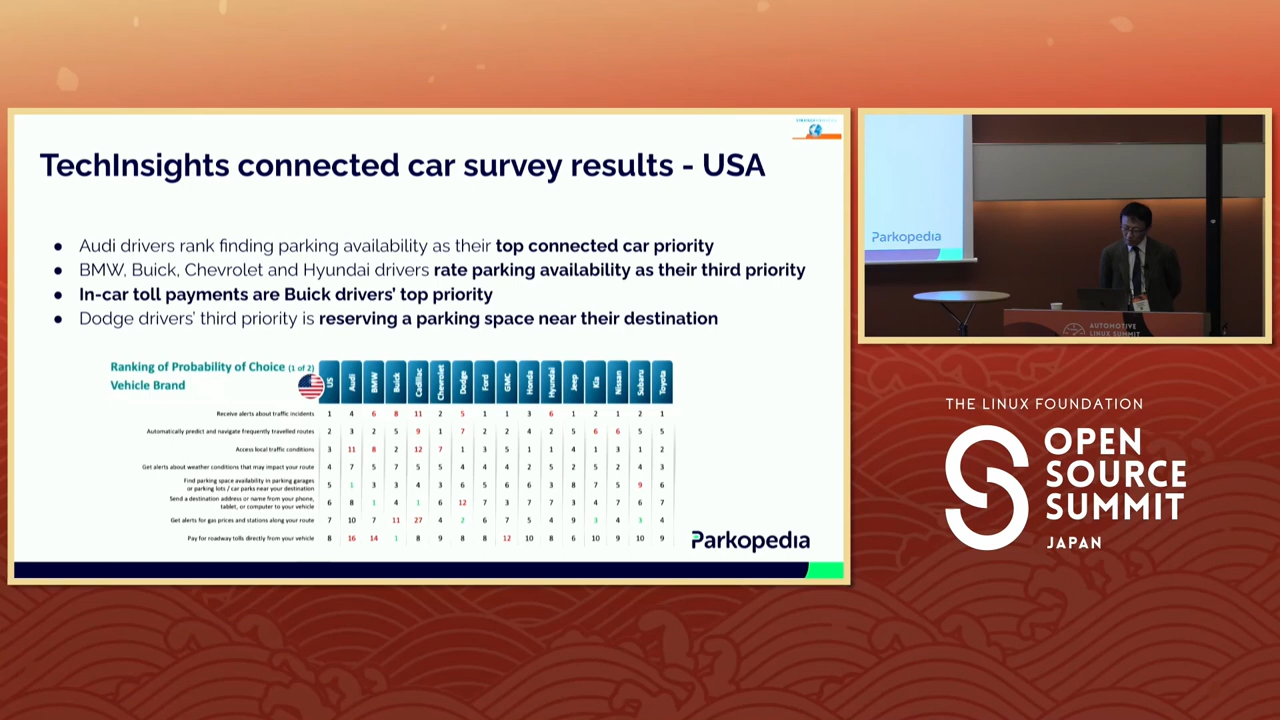 TechInsights connected car survey results - USA
● Audi drivers rank finding parking availability as their top connected car priority
● BMW, Buick, Chevrolet and Hyundai drivers rate parking availability as their third priority
● In-car toll payments are Buick drivers' top priority
● Dodge drivers' third priority is reserving a parking space near their destination
Ranking of Probability of Choice (1 of 2)
Vehicle Brand
US Audi BMW Buick Cadillac Chevrolet Dodge Ford GMC Honda Hyundai Jeep Kia Nissan Subaru Toyota
Receive alerts about traffic incidents 1 4 6 8 11 2 5 1 1 3 6 1 2 1 2 1
Automatically predict and navigate frequently travelled routes 2 3 2 5 9 1 7 2 2 4 2 5 6 6 5 5
Access local traffic conditions 3 11 8 2 12 7 1 3 5 1 1 4 1 3 1 2
Get alerts about weather conditions that may impact your route 4 7 5 7 5 5 4 4 4 2 5 2 5 2 4 3
Find parking space availability in parking garages
or parking lots / car parks near your destination 5 1 3 3 4 3 6 5 6 6 3 8 7 5 9 6
Send a destination address or name from your phone,
tablet, or computer to your vehicle 6 8 1 4 1 6 12 7 3 7 7 3 4 7 6 7
Get alerts for gas prices and stations along your route 7 10 7 11 27 4 2 6 7 5 4 9 3 4 3 4
Pay for roadway tolls directly from your vehicle 8 16 14 1 8 9 8 8 12 10 8 6 10 9 10 9
Parkopedia
Parkopedia
AUTOMOTIVE
LINUX SUMMIT
THE LINUX FOUNDATION
OPEN
SOURCE
SUMMIT
JAPAN